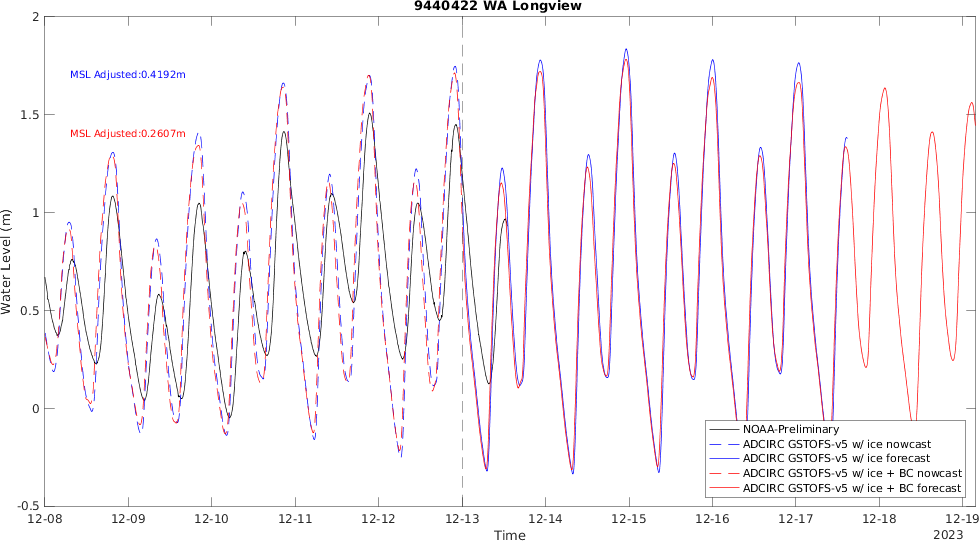 9440422 WA Longview
2
1.5
1
0.5
0
-0.5
Water Level (m)
MSL Adjusted:0.4192m
MSL Adjusted:0.2607m
NOAA-Preliminary
ADCIRC GSTOFS-v5 w/ ice nowcast
ADCIRC GSTOFS-v5 w/ ice forecast
ADCIRC GSTOFS-v5 w/ ice + BC nowcast
ADCIRC GSTOFS-v5 w/ ice + BC forecast
12-08 12-09 12-10 12-11 12-12 12-13 12-14 12-15 12-16 12-17 12-18 12-19
Time
2023